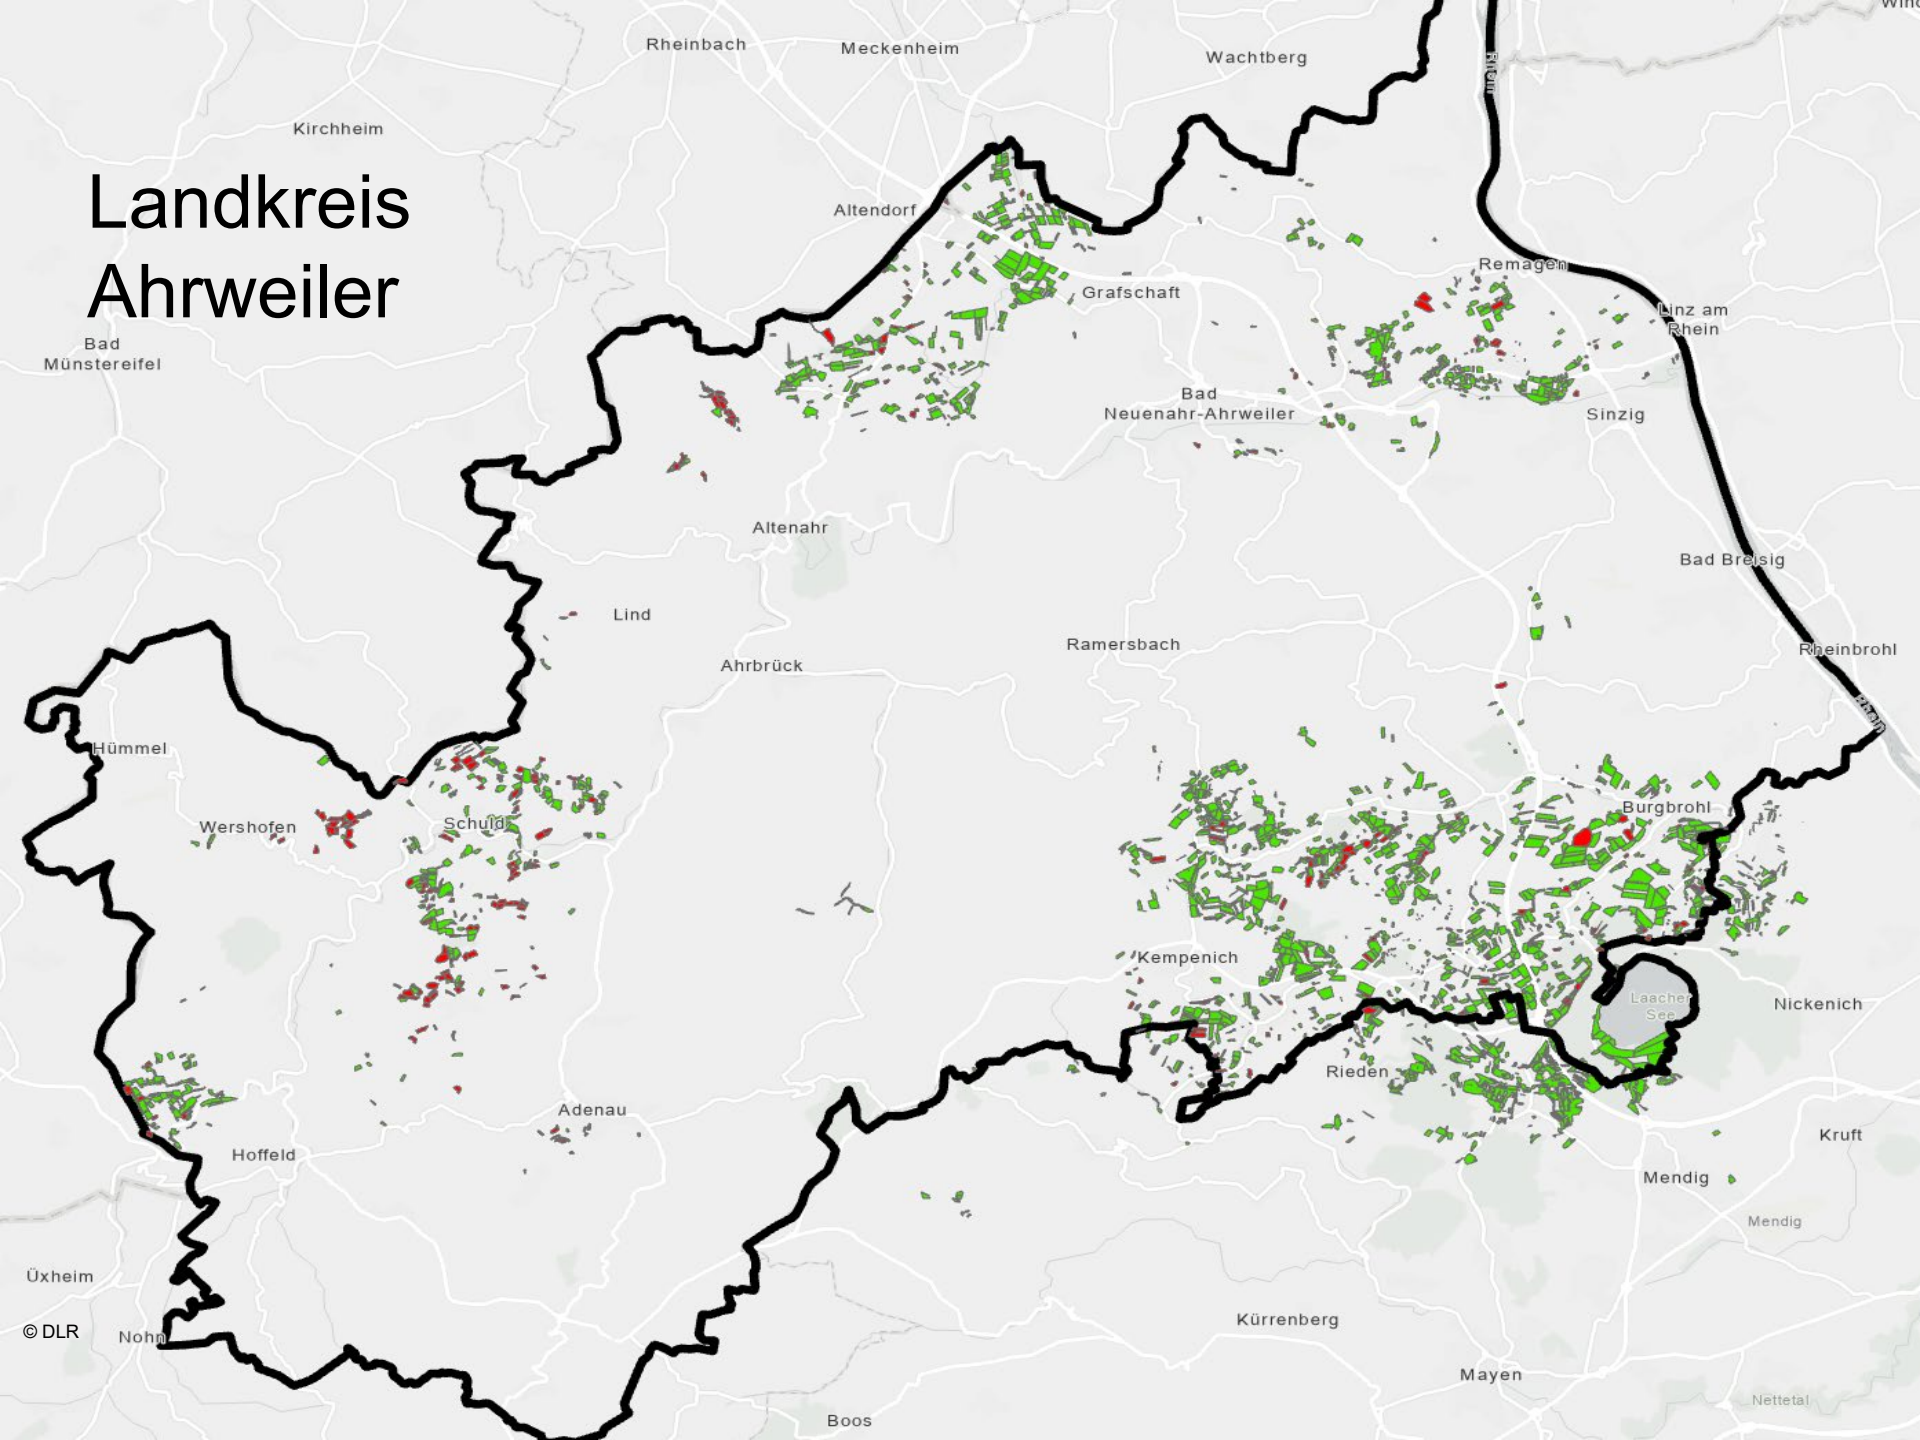 Rheinbach
Meckenheim
Wachtberg
Rhein
Kirchheim
Landkreis
Ahrweiler
Altendorf
Remagen
Grafschaft
Linz am
Rhein
Bad
Münstereifel
Bad
Neuenahr-Ahrweiler
Sinzig
Altenahr
Bad Breisig
Lind
Ramersbach
Rheinbrohl
Ahrbrück
Rhein
Hümmel
Burgbrohl
Wershofen
Schuld
Kempenich
Laacher
See
Nickenich
Rieden
Adenau
Kruft
Hoffeld
Mendig
Mendig
Üxheim
Kürrenberg
© DLR
Nohn
Mayen
Nettetal
Boos